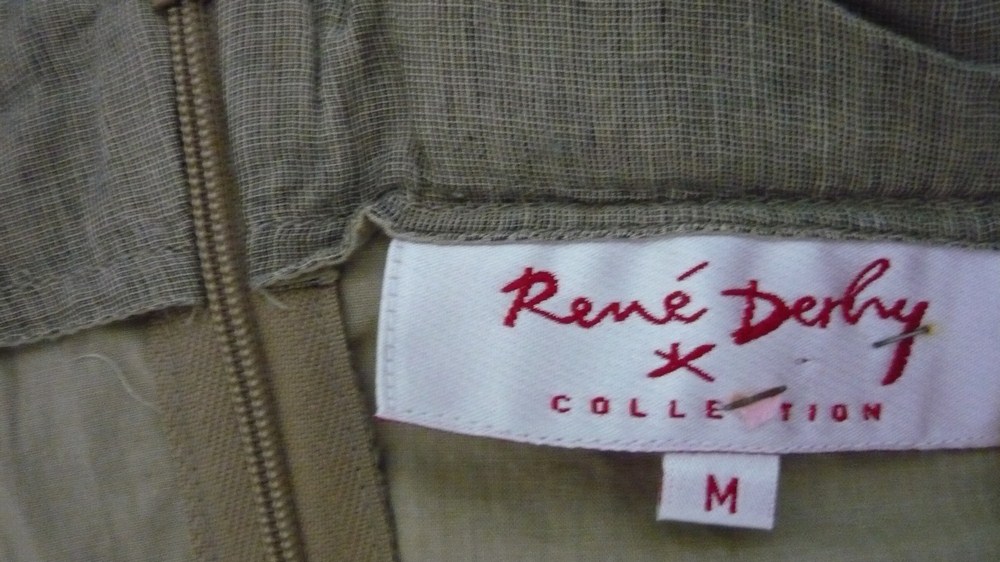 René Derhy
COLLECTION
M